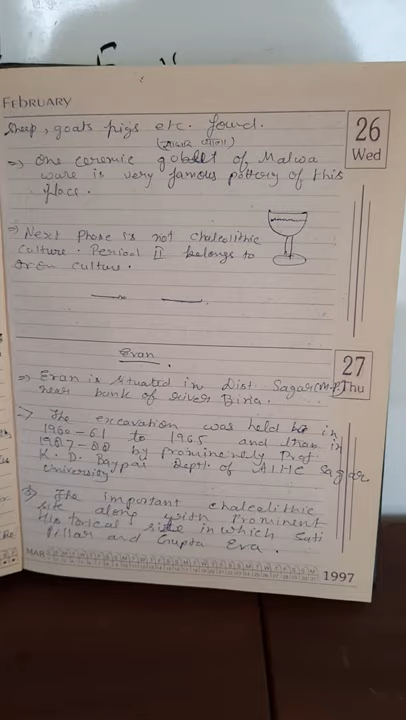 FEBRUARY
Sheep, goats pigs etc. found.
26
Wed
⇒ One ceremic goblet of Malwa
ware is very famous pottery of this
place.
⇒ Next Phase is not chalcolithic
culture. Period II belongs to
Iron culture.
27
Thu
Eran
⇒ Eran is situated in Dist. Sagar (M.P)
near bank of river Bina.
⇒ The excavation was held in
1960-61 to 1965 and than in
1987-88 by prominenely Prof.
K. D. Baypai Deptt. of AIHC Sagar
University
⇒ The important chalcolithic
site along with prominent
Historical site in which Sati
Pillar and Gupta Era.
MAR
1997